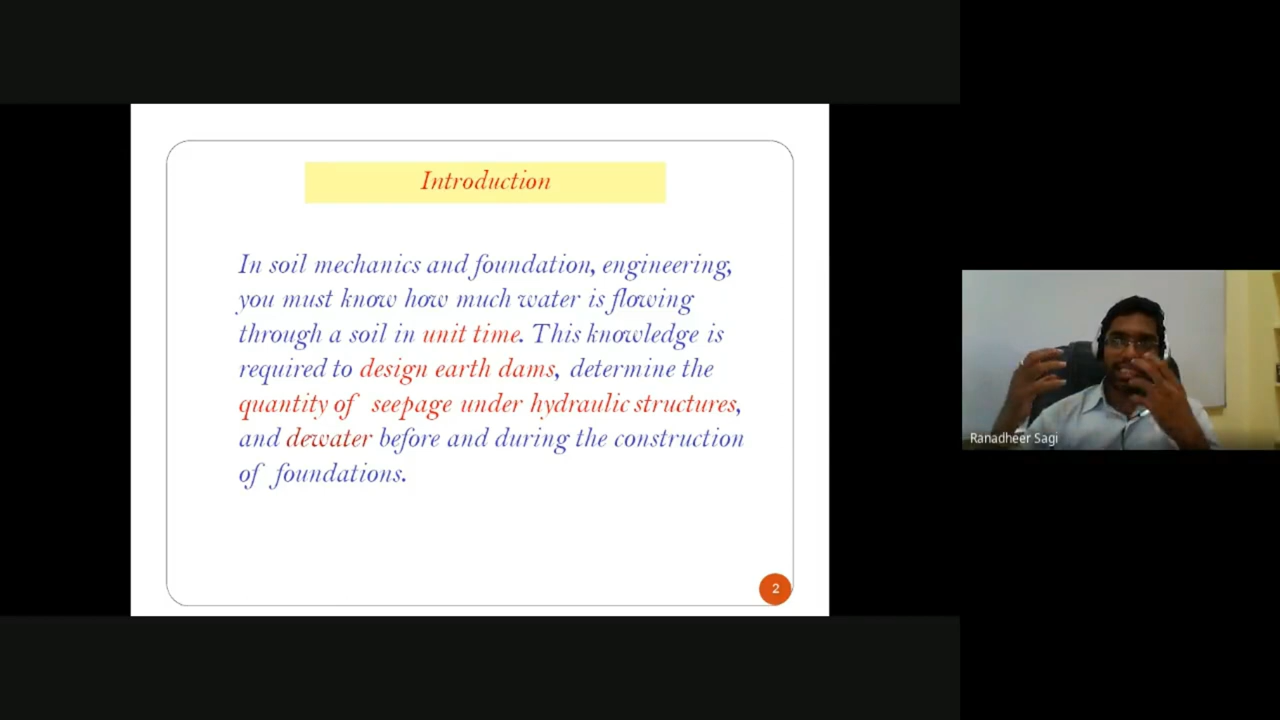 Introduction
In soil mechanics and foundation, engineering,
you must know how much water is flowing
through a soil in unit time. This knowledge is
required to design earth dams, determine the
quantity of seepage under hydraulic structures,
and dewater before and during the construction
of foundations.
2
Ranadheer Sagi